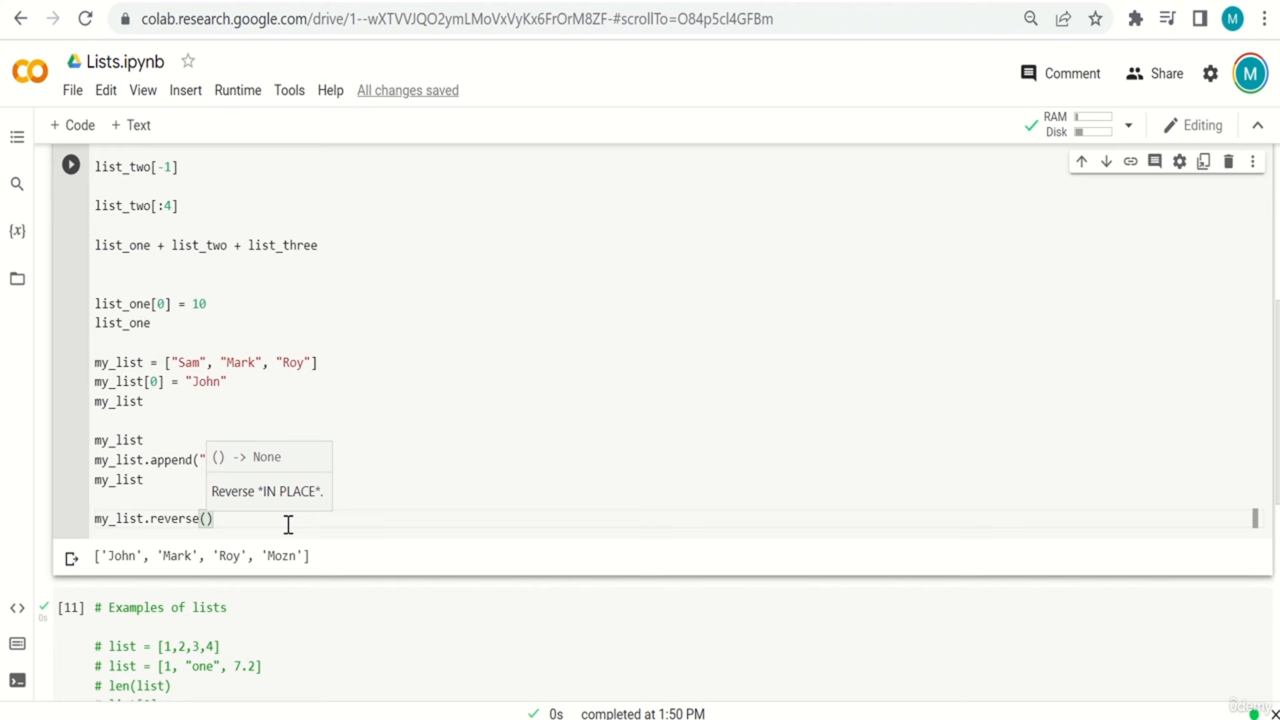 colab.research.google.com/drive/1--wXTVVJQO2ymLMoVxVyKx6FrOrM8ZF-#scrollTo=O84p5cl4GFBm
M
Lists.ipynb
Comment
Share
M
File Edit View Insert Runtime Tools Help All changes saved
+ Code + Text
RAM
Disk
Editing
list_two[-1]
list_two[:4]
list_one + list_two + list_three
list_one[0] = 10
list_one
my_list = ["Sam", "Mark", "Roy"]
my_list[0] = "John"
my_list
my_list
my_list.append("
() -> None
my_list
Reverse *IN PLACE*.
my_list.reverse()
['John', 'Mark', 'Roy', 'Mozn']
{x}
[11] # Examples of lists
0s
# list = [1,2,3,4]
# list = [1, "one", 7.2]
# len(list)
0s completed at 1:50 PM
udemy